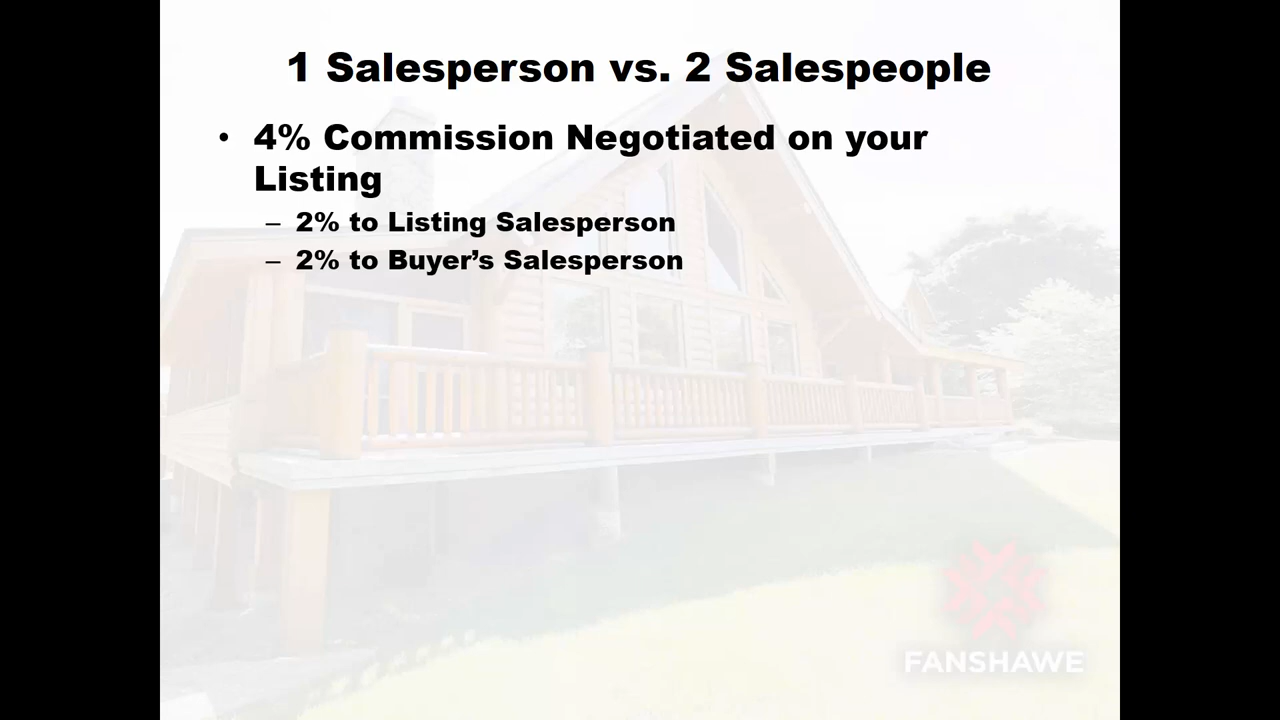 1 Salesperson vs. 2 Salespeople
• 4% Commission Negotiated on your
Listing
– 2% to Listing Salesperson
– 2% to Buyer’s Salesperson
FANSHAWE